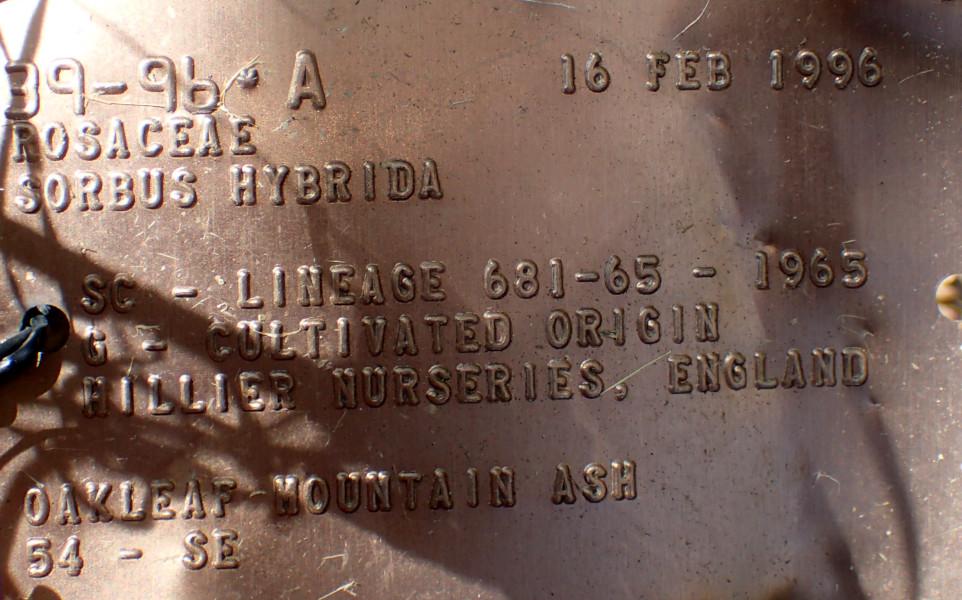 39-96*A 16 FEB 1996
ROSACEAE
SORBUS HYBRIDA
SC - LINEAGE 681-65 - 1965
G - CULTIVATED ORIGIN
HILLIER NURSERIES, ENGLAND
OAKLEAF MOUNTAIN ASH
54 - SE